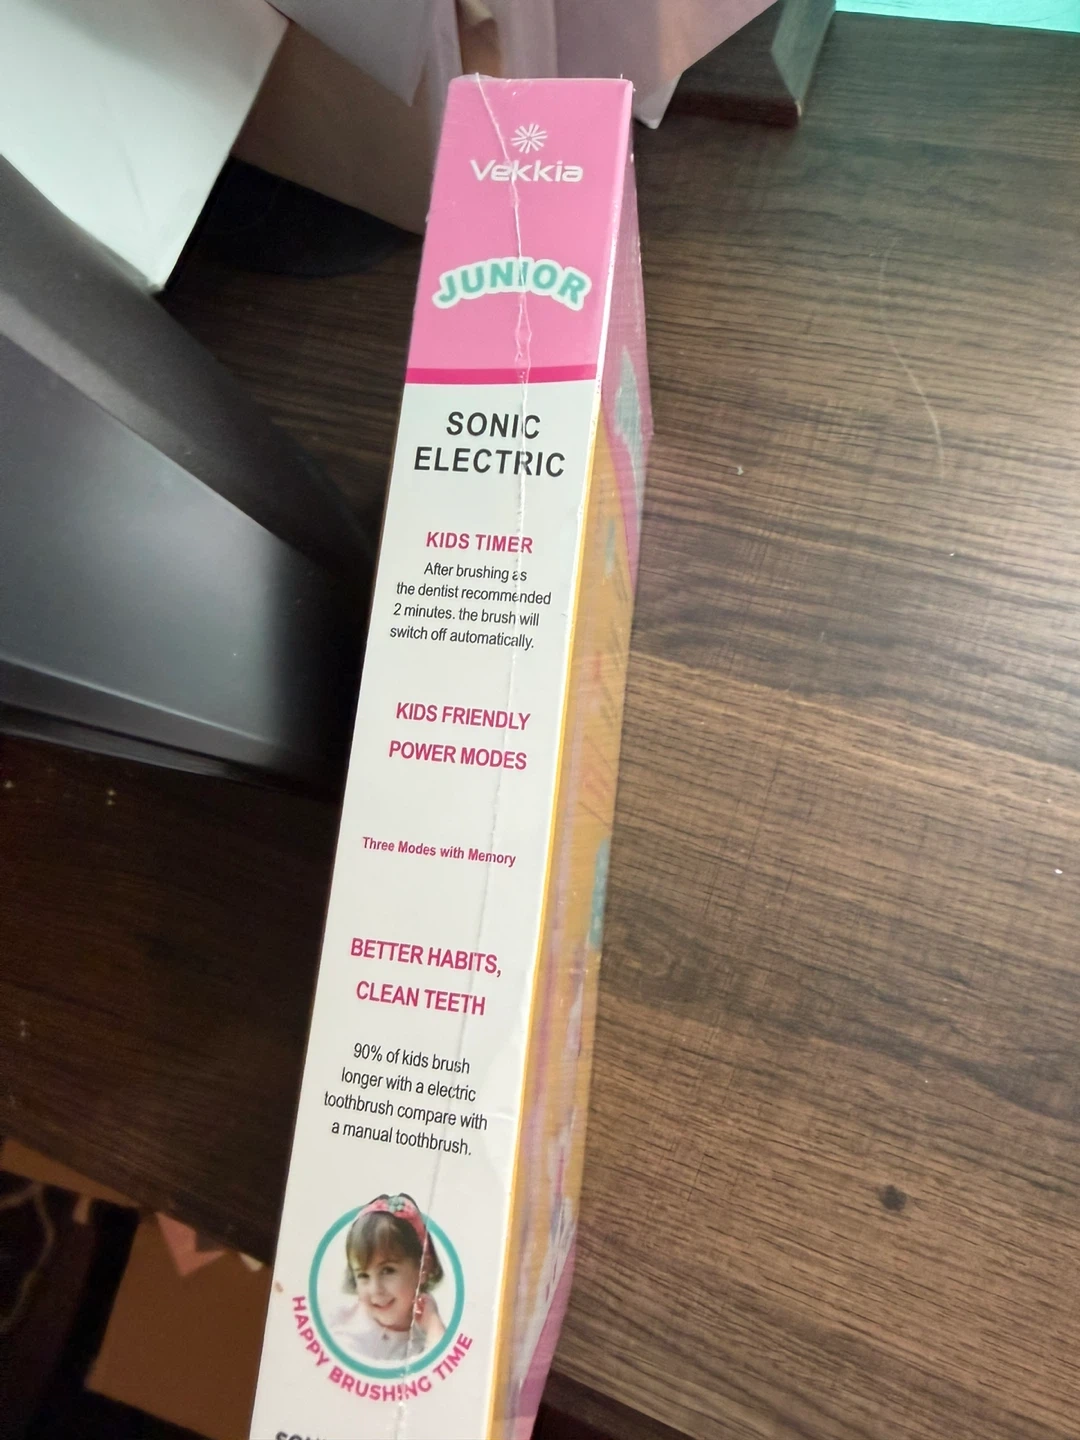 Vekkia
JUNIOR
SONIC
ELECTRIC
KIDS TIMER
After brushing as
the dentist recommended
2 minutes. the brush will
switch off automatically.
KIDS FRIENDLY
POWER MODES
Three Modes with Memory
BETTER HABITS,
CLEAN TEETH
90% of kids brush
longer with a electric
toothbrush compare with
a manual toothbrush.
HAPPY BRUSHING TIME